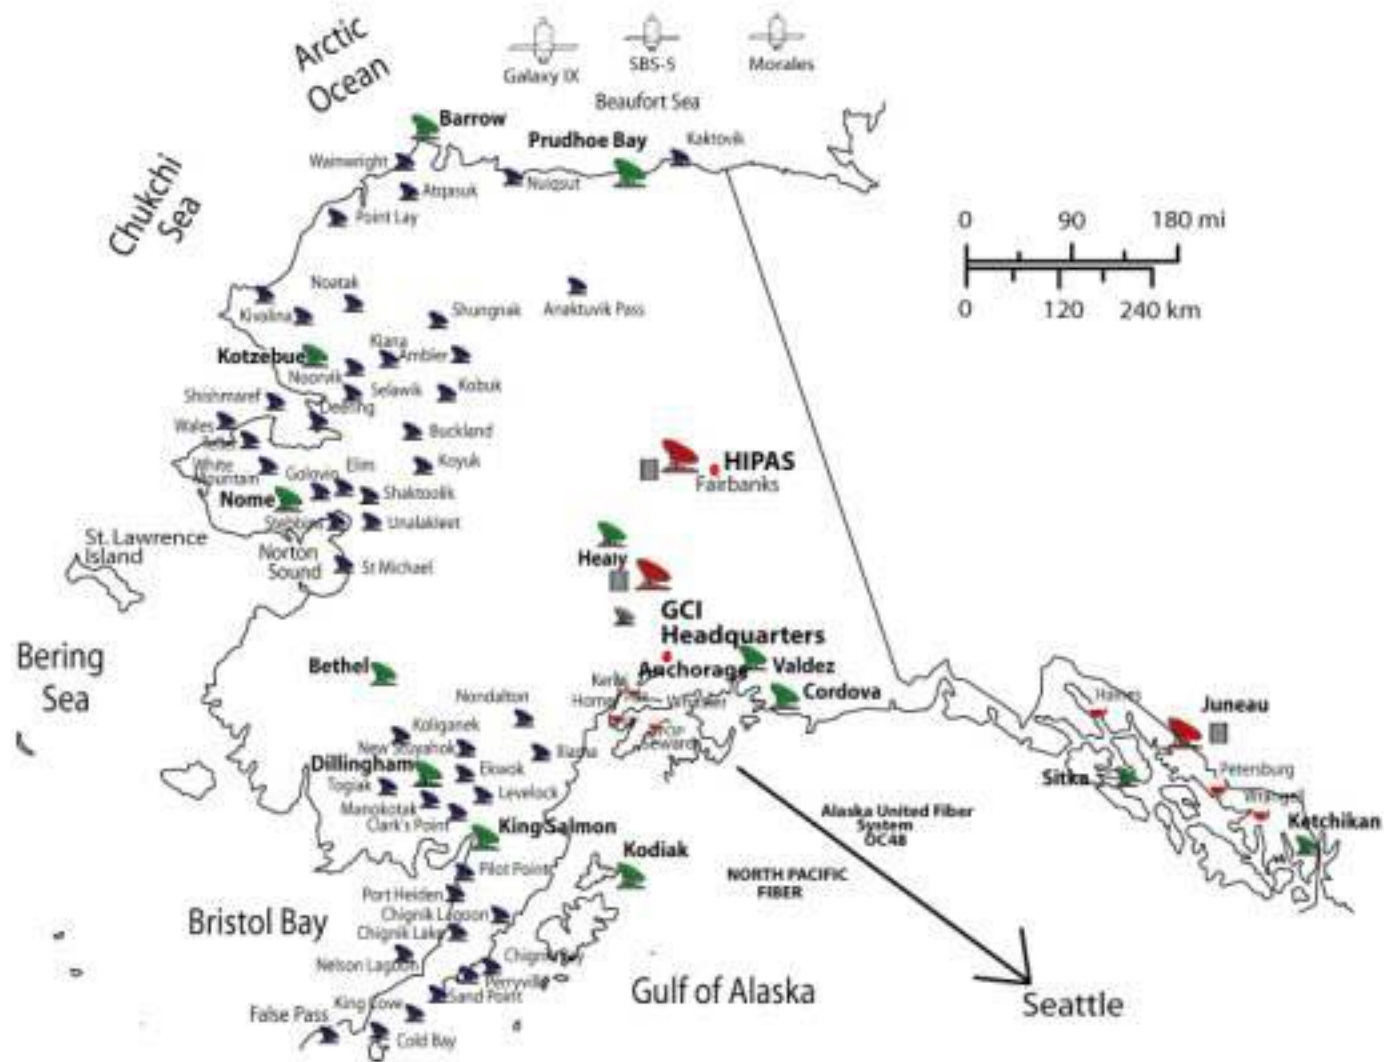 Arctic
Ocean
Galaxy IX
SBS-5
Morales
Beaufort Sea
Barrow
Prudhoe Bay
Kaktovik
Wainwright
Nuiqsut
Atqasuk
Point Lay
Chukchi
Sea
0 90 180 mi
0 120 240 km
Noatak
Kivalina
Shungnak
Anaktuvik Pass
Kiana
Kotzebue
Ambler
Noorvik
Selawik
Kobuk
Shishmaref
Deering
Wales
Buckland
White
Mountain
Golovin
Elim
Koyuk
HIPAS
Fairbanks
Nome
Shaktoolik
Stebbins
Unalakleet
St. Lawrence
Island
Norton
Sound
St Michael
Healy
GCI
Headquarters
Anchorage
Valdez
Cordova
Bering
Sea
Bethel
Nondalton
Homer
Whittier
Seward
Haines
Juneau
Koliganek
New Stuyahok
Iliamna
Dillingham
Ekwok
Togiak
Levelock
Manokotak
Clark's Point
King Salmon
Sitka
Petersburg
Wrangell
Ketchikan
Alaska United Fiber
System
OC48
NORTH PACIFIC
FIBER
Kodiak
Pilot Point
Port Heiden
Bristol Bay
Chignik Lagoon
Chignik Lake
Nelson Lagoon
Chignik Bay
Perryville
Sand Point
King Cove
False Pass
Cold Bay
Gulf of Alaska
Seattle